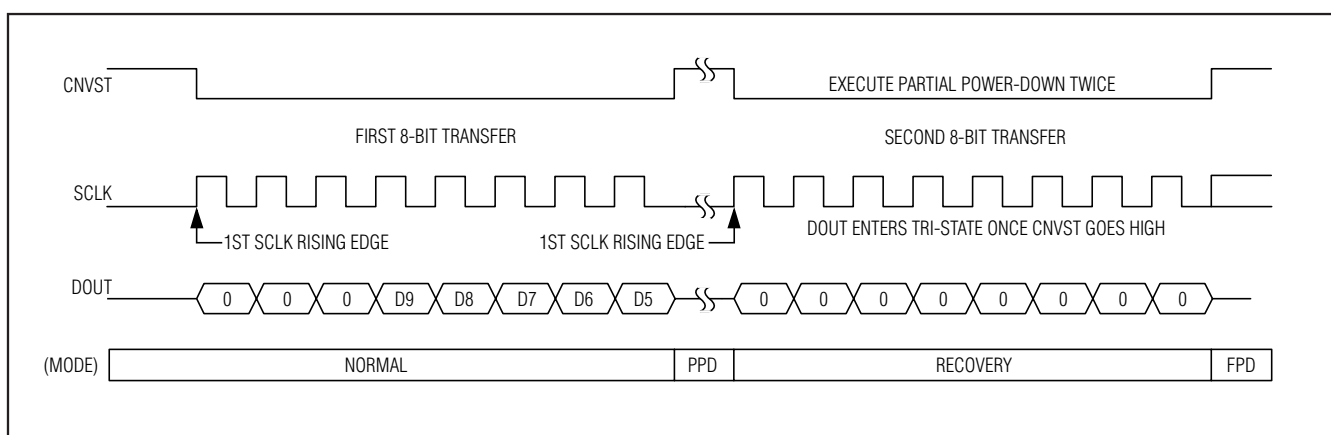 CNVST
EXECUTE PARTIAL POWER-DOWN TWICE
FIRST 8-BIT TRANSFER
SECOND 8-BIT TRANSFER
SCLK
1ST SCLK RISING EDGE
1ST SCLK RISING EDGE
DOUT ENTERS TRI-STATE ONCE CNVST GOES HIGH
DOUT
0 0 0 D9 D8 D7 D6 D5 0 0 0 0 0 0 0 0
(MODE)
NORMAL PPD RECOVERY FPD